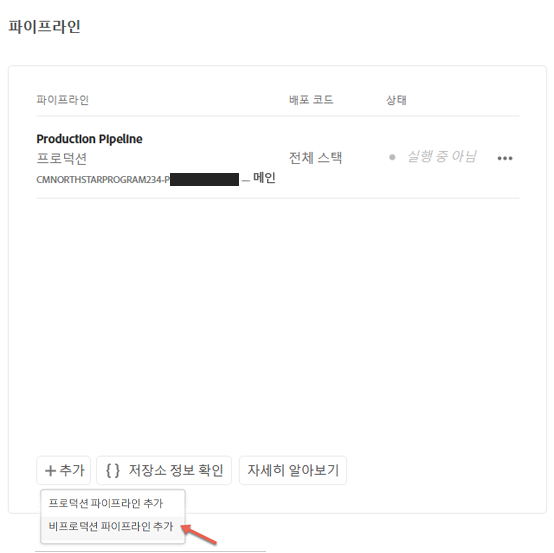 파이프라인
파이프라인 배포 코드 상태
Production Pipeline
프로덕션 전체 스택 실행 중 아님
CMNORTHSTARPROGRAM234-P — 메인
추가 { } 저장소 정보 확인 자세히 알아보기
프로덕션 파이프라인 추가
비프로덕션 파이프라인 추가